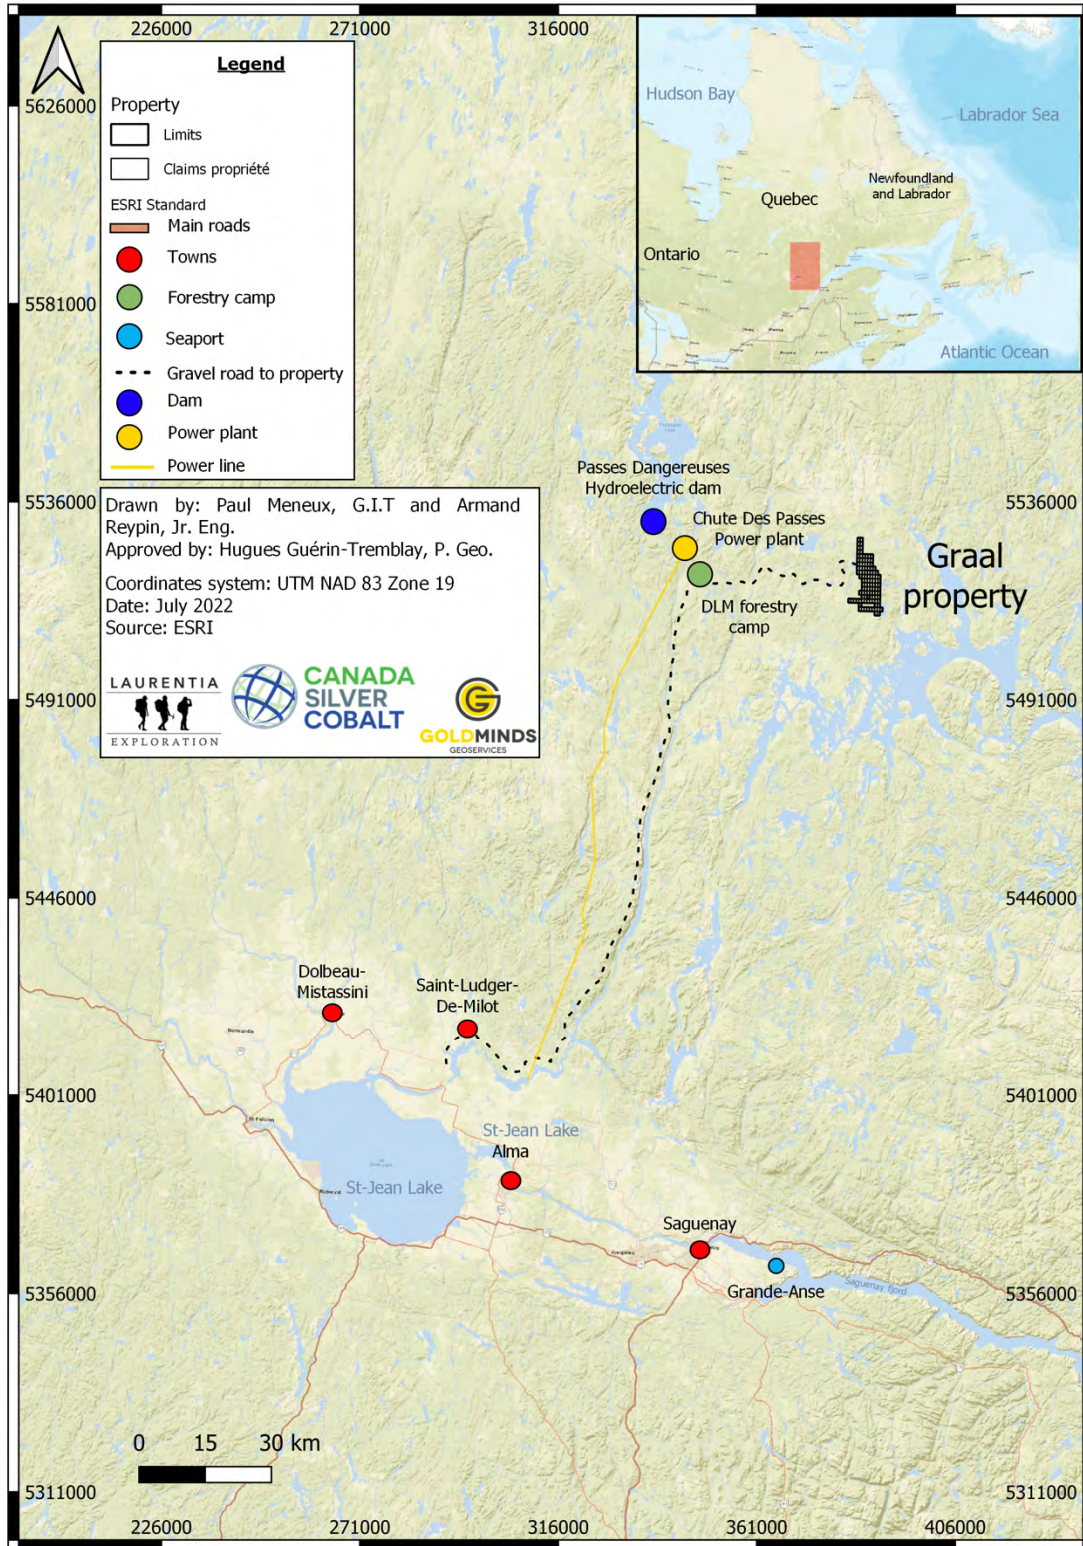 226000
271000
316000
Legend
Property
Limits
Claims propriété
ESRI Standard
Main roads
Towns
Forestry camp
Seaport
Gravel road to property
Dam
Power plant
Power line
Hudson Bay
Labrador Sea
Newfoundland
and Labrador
Quebec
Ontario
Atlantic Ocean
5626000
5581000
5536000
5536000
Drawn by: Paul Meneux, G.I.T and Armand
Reypin, Jr. Eng.
Approved by: Hugues Guérin-Tremblay, P. Geo.
Coordinates system: UTM NAD 83 Zone 19
Date: July 2022
Source: ESRI
LAURENTIA
EXPLORATION
CANADA
SILVER
COBALT
G
GOLDMINDS
GEOSERVICES
Passes Dangereuses
Hydroelectric dam
Chute Des Passes
Power plant
DLM forestry
camp
Graal
property
5491000
5491000
5446000
5446000
Dolbeau-
Mistassini
Saint-Ludger-
De-Milot
5401000
5401000
St-Jean Lake
Alma
St-Jean Lake
Roberval
Saguenay
Grande-Anse
Saguenay fjord
5356000
5356000
0 15 30 km
5311000
5311000
226000
271000
316000
361000
406000